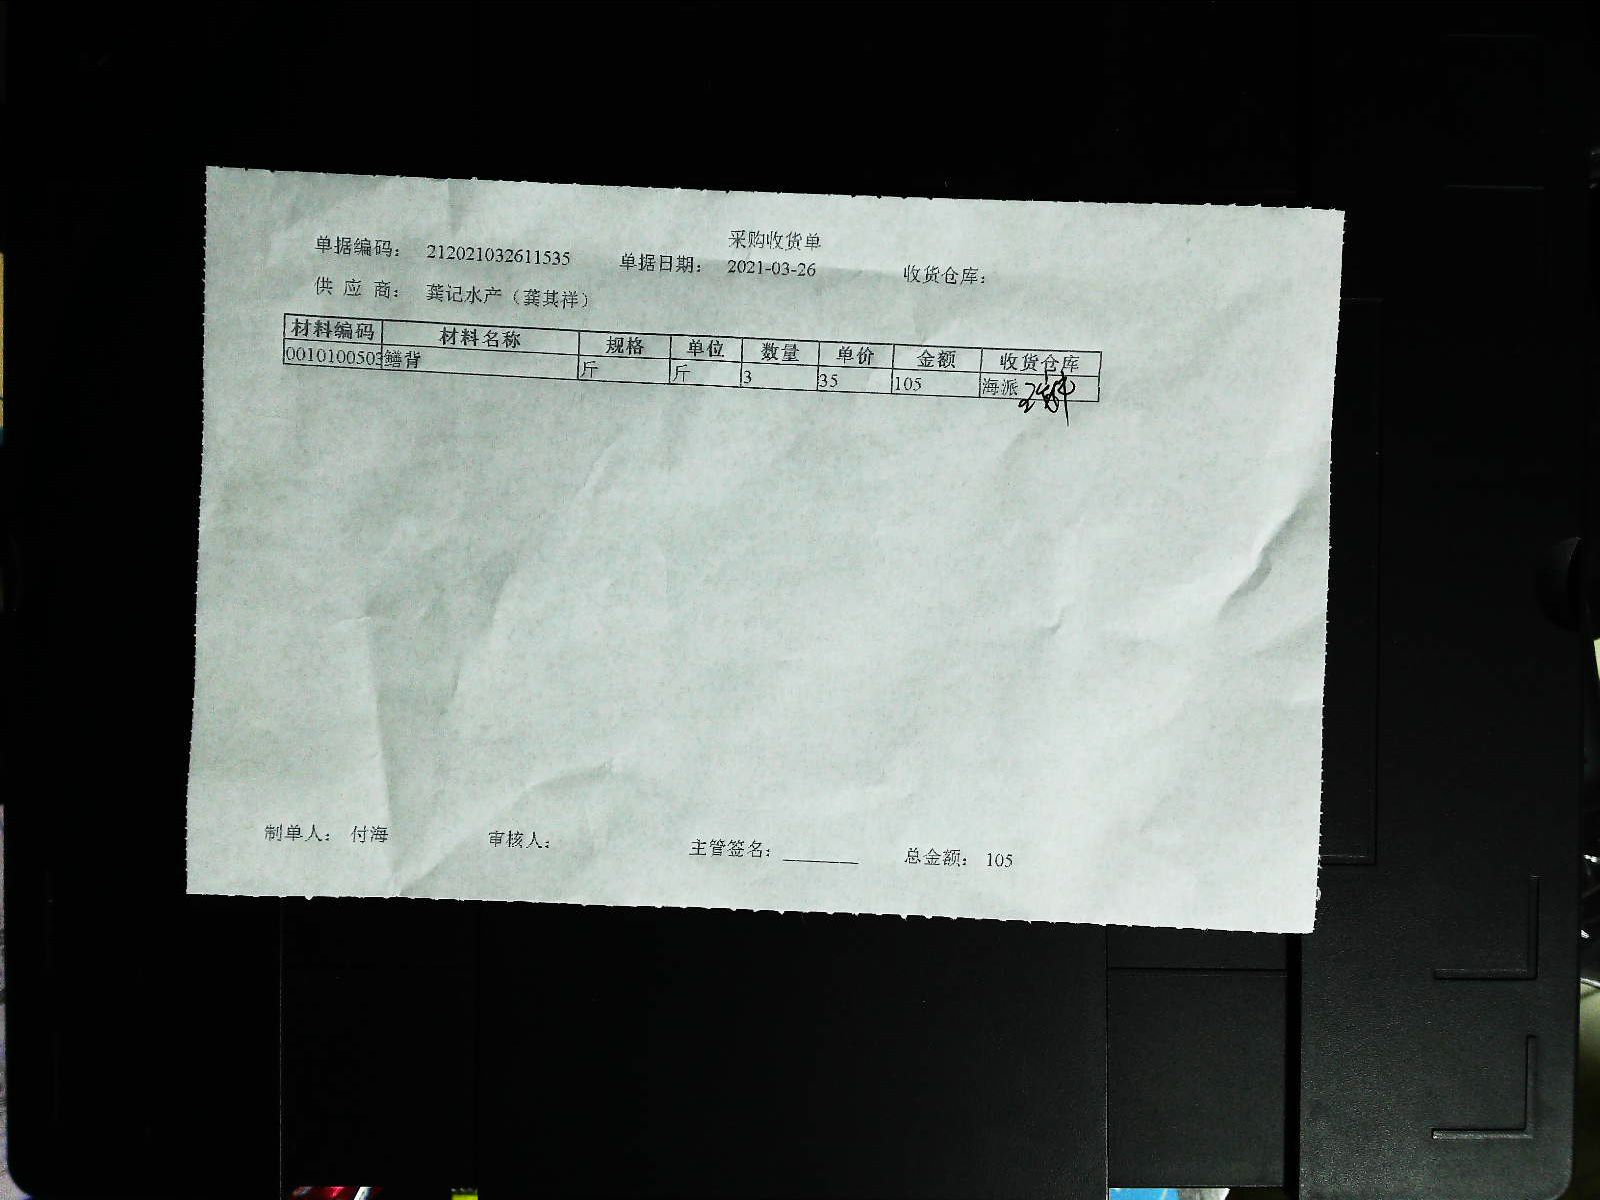 采购收货单
单据编码： 212021032611535 单据日期： 2021-03-26 收货仓库：
供 应 商： 龚记水产（龚其祥）
材料编码 材料名称 规格 单位 数量 单价 金额 收货仓库
0010100503 鳝背 斤 斤 3 35 105 海派
制单人： 付海 审核人： 主管签名： ________ 总金额： 105